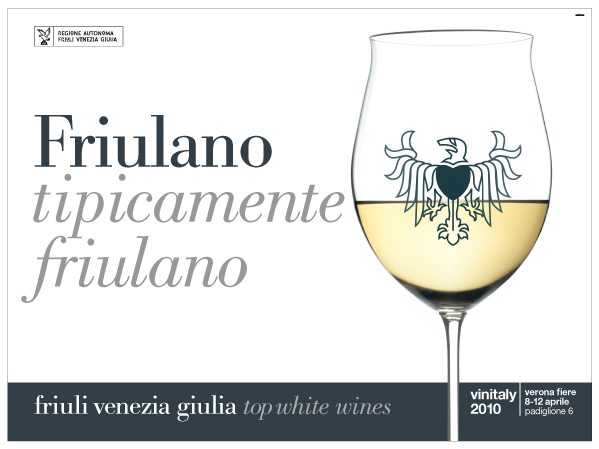 REGIONE AUTONOMA
FRIULI VENEZIA GIULIA
Friulano
tipicamente
friulano
friuli venezia giulia top white wines
vinitaly
2010
verona fiere
8-12 aprile
padiglione 6